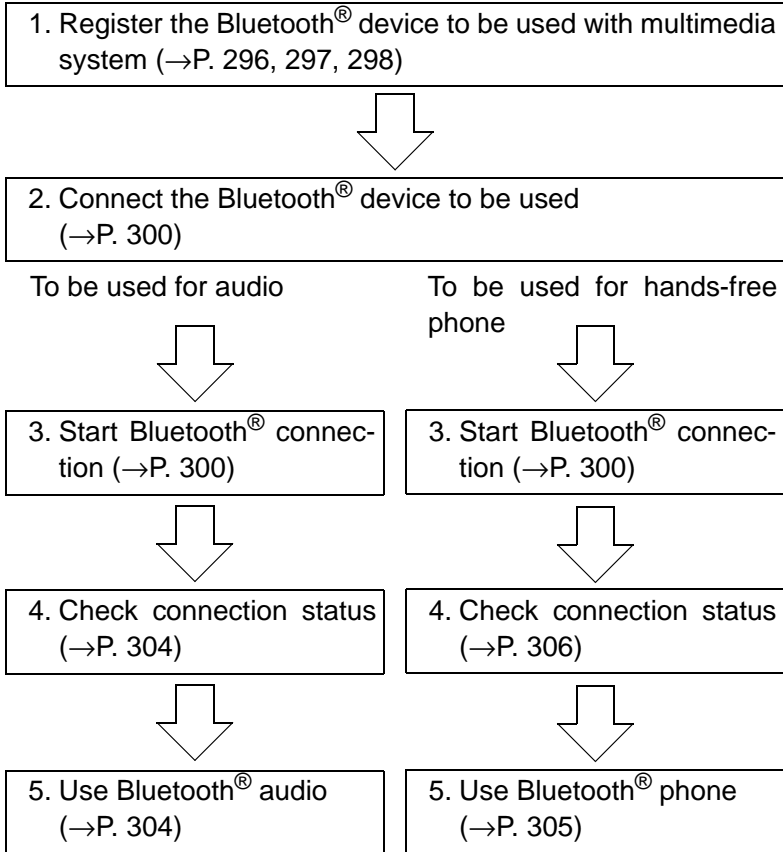 1. Register the Bluetooth® device to be used with multimedia
system (→P. 296, 297, 298)
2. Connect the Bluetooth® device to be used
(→P. 300)
To be used for audio
To be used for hands-free
phone
3. Start Bluetooth® connec-
tion (→P. 300)
3. Start Bluetooth® connec-
tion (→P. 300)
4. Check connection status
(→P. 304)
4. Check connection status
(→P. 306)
5. Use Bluetooth® audio
(→P. 304)
5. Use Bluetooth® phone
(→P. 305)